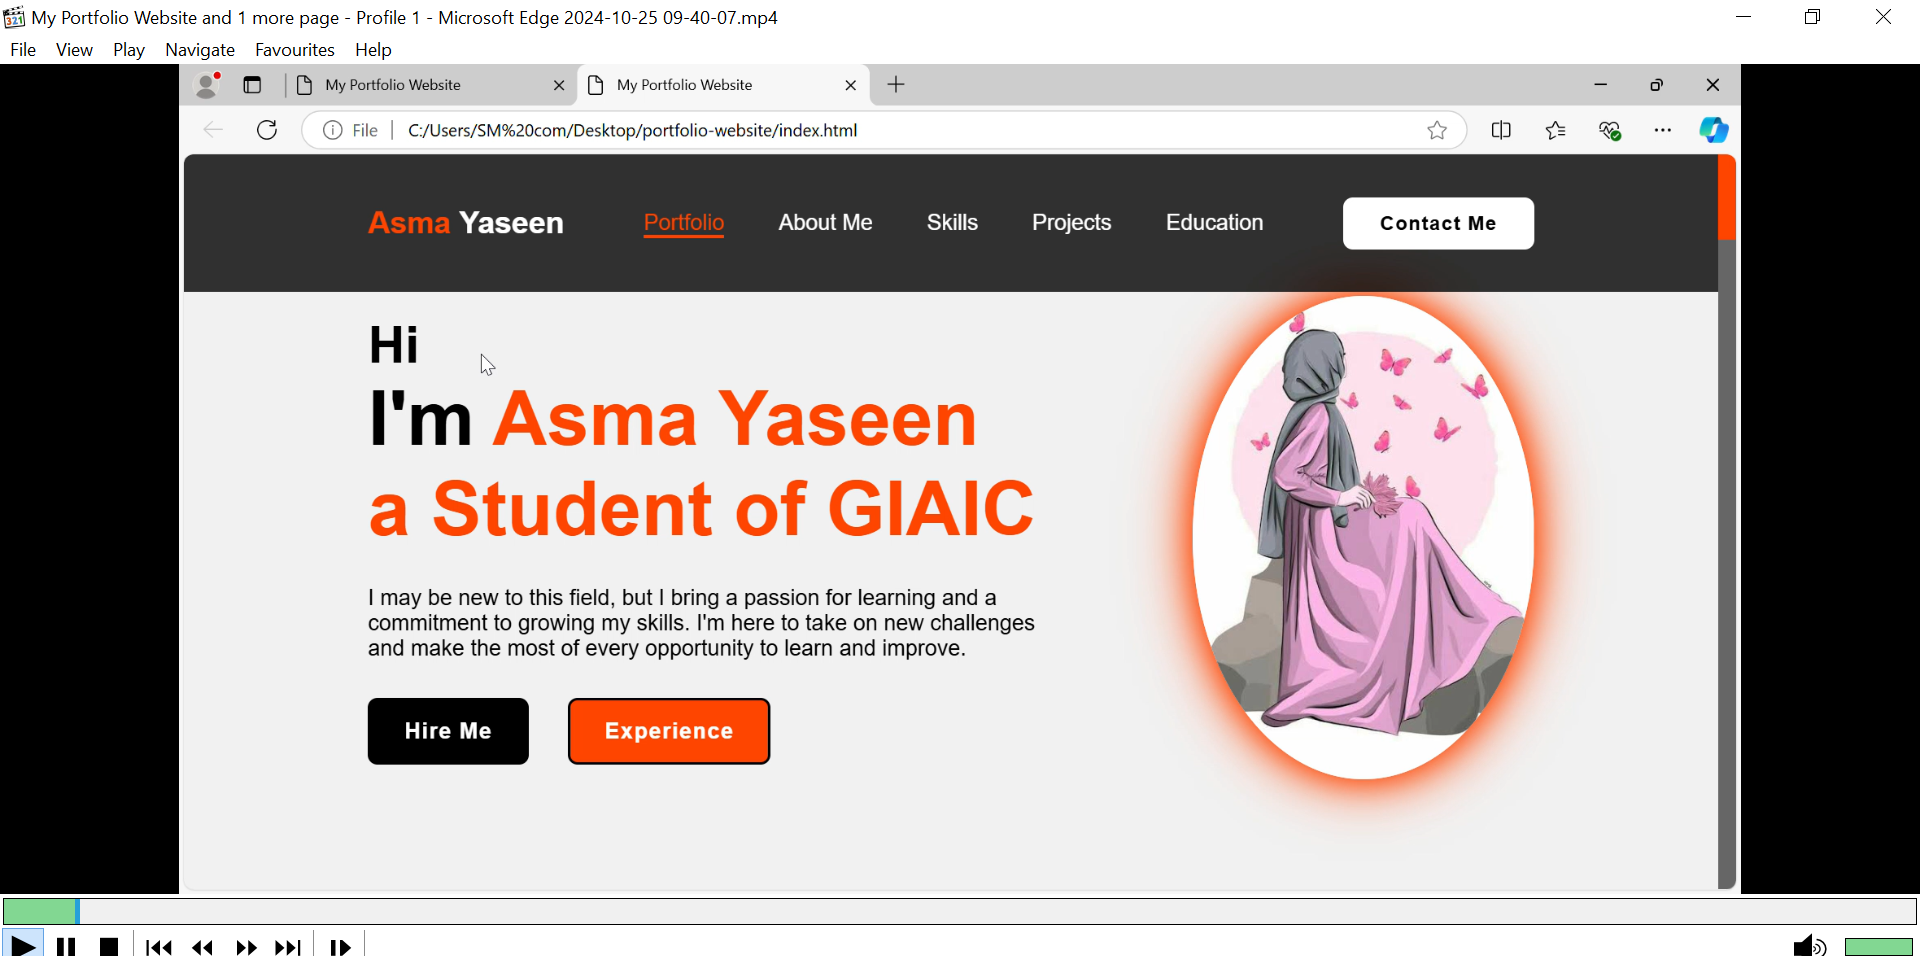 My Portfolio Website and 1 more page - Profile 1 - Microsoft Edge 2024-10-25 09-40-07.mp4
File View Play Navigate Favourites Help
My Portfolio Website My Portfolio Website
File C:/Users/SM%20com/Desktop/portfolio-website/index.html
Asma Yaseen Portfolio About Me Skills Projects Education Contact Me
Hi
I'm Asma Yaseen
a Student of GIAIC
I may be new to this field, but I bring a passion for learning and a
commitment to growing my skills. I'm here to take on new challenges
and make the most of every opportunity to learn and improve.
Hire Me Experience